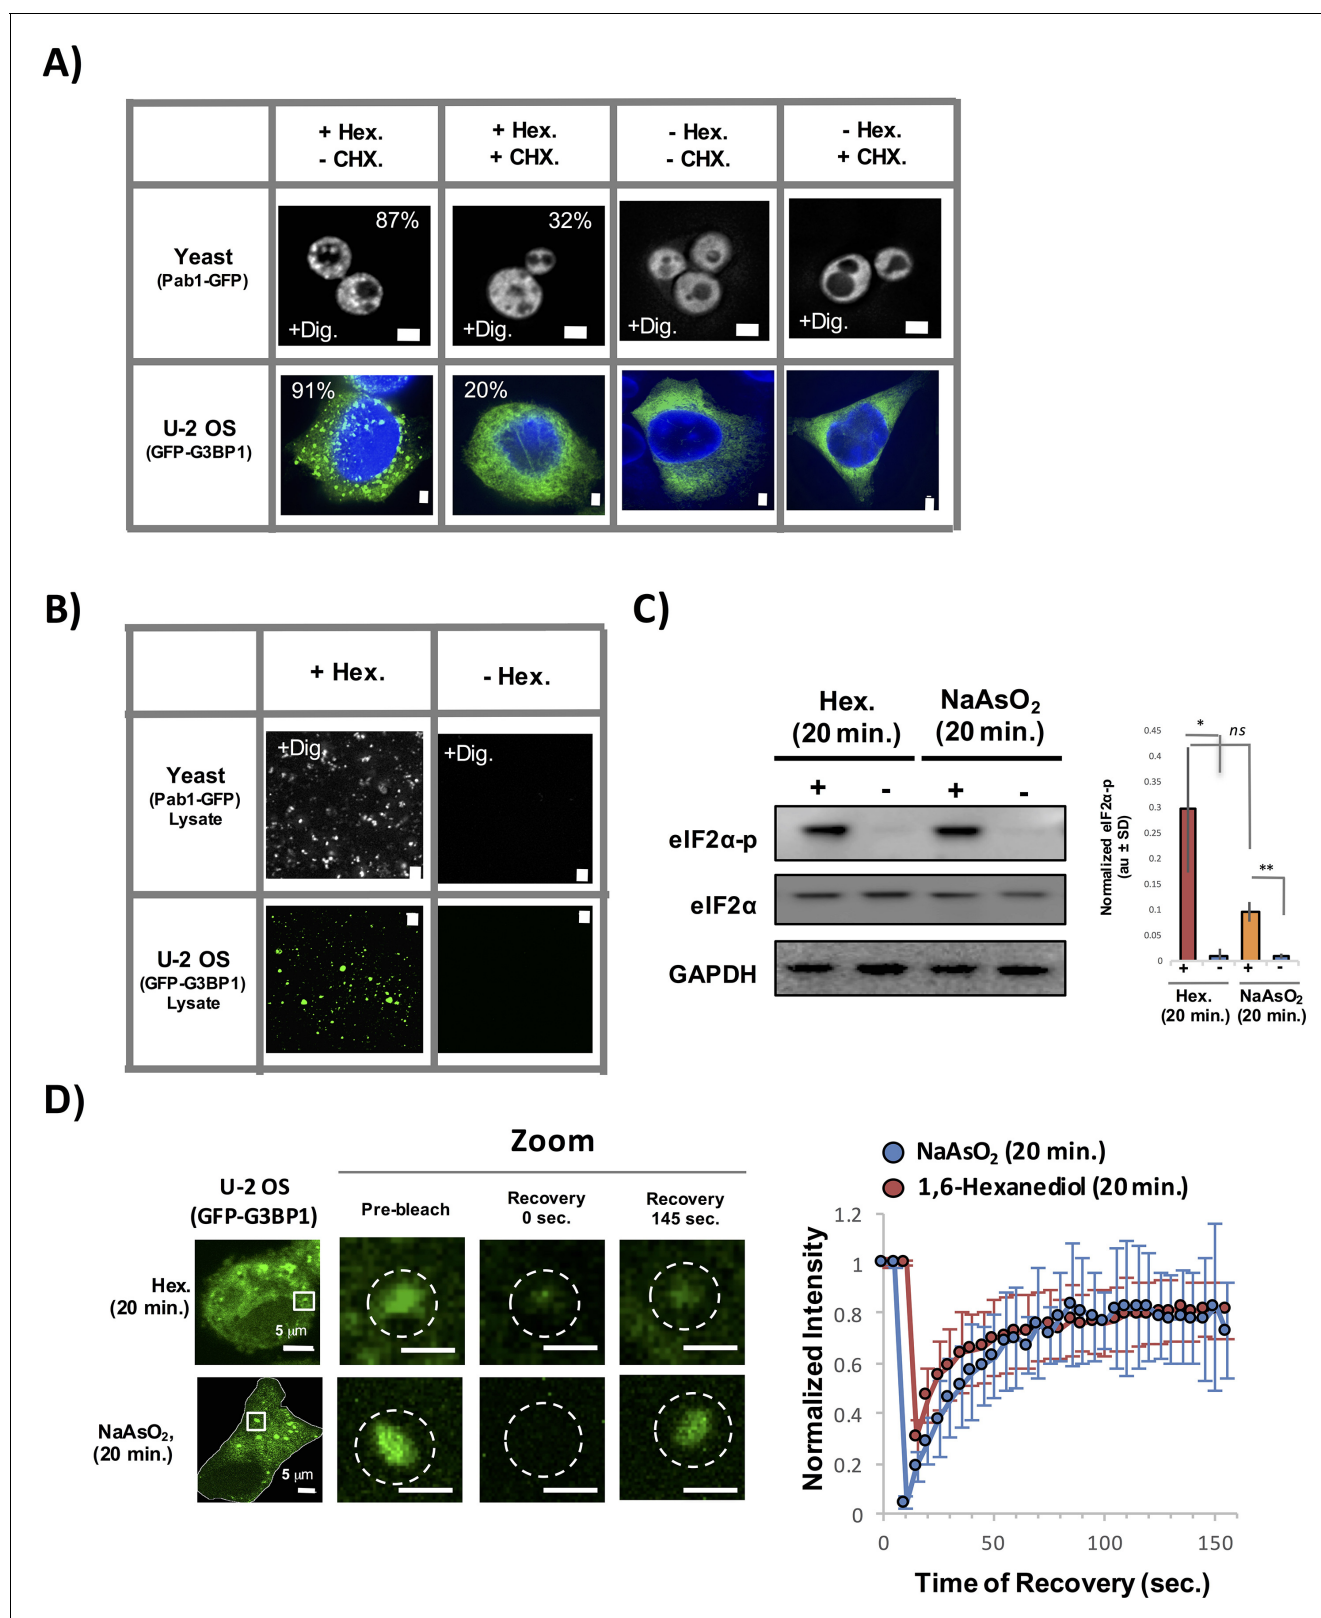 A)
+ Hex.
- CHX.
+ Hex.
+ CHX.
- Hex.
- CHX.
- Hex.
+ CHX.
Yeast
(Pab1-GFP)
87%
+Dig.
32%
+Dig.
+Dig.
+Dig.
U-2 OS
(GFP-G3BP1)
91%
20%
B)
+ Hex.
- Hex.
Yeast
(Pab1-GFP)
Lysate
+Dig.
+Dig.
U-2 OS
(GFP-G3BP1)
Lysate
C)
Hex.
(20 min.)
NaAsO2
(20 min.)
+ - + -
eIF2α-p
eIF2α
GAPDH
Normalized eIF2α-p
(au ± SD)
0.45
0.4
0.35
0.3
0.25
0.2
0.15
0.1
0.05
0
*
ns
**
+ - + -
Hex.
(20 min.)
NaAsO2
(20 min.)
D)
Zoom
U-2 OS
(GFP-G3BP1)
Pre-bleach
Recovery
0 sec.
Recovery
145 sec.
Hex.
(20 min.)
5 µm
NaAsO2,
(20 min.)
5 µm
NaAsO2 (20 min.)
1,6-Hexanediol (20 min.)
Normalized Intensity
1.2
1
0.8
0.6
0.4
0.2
0
0 50 100 150
Time of Recovery (sec.)